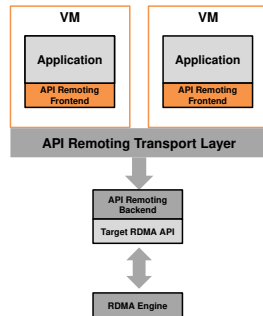 VM
VM
Application
Application
API Remoting
Frontend
API Remoting
Frontend
API Remoting Transport Layer
API Remoting
Backend
Target RDMA API
RDMA Engine